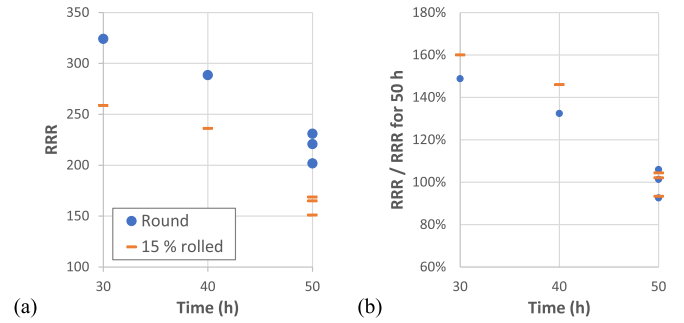 350
300
250
200
150
100
RRR
Round
15 % rolled
30
40
50
Time (h)
(a)
180%
160%
140%
120%
100%
80%
60%
RRR / RRR for 50 h
30
40
50
Time (h)
(b)